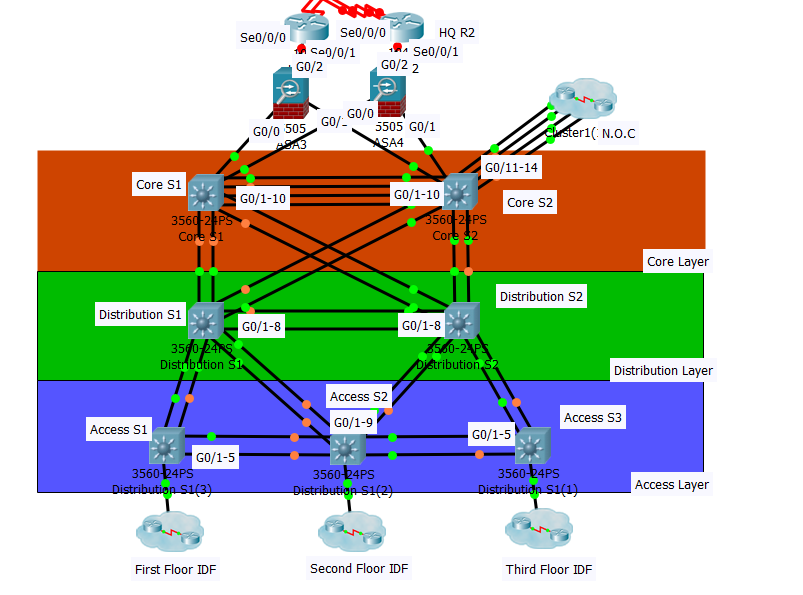 Se0/0/0
Se0/0/0
HQ R2
Se0/0/1
Se0/0/1
G0/2
G0/2
2
G0/0
5505
ASA3
G0/0
5505
ASA4
G0/1
Cluster1(
N.O.C
G0/11-14
Core S1
G0/1-10
G0/1-10
Core S2
3560-24PS
Core S1
3560-24PS
Core S2
Core Layer
Distribution S2
Distribution S1
G0/1-8
G0/1-8
3560-24PS
Distribution S1
3560-24PS
Distribution S2
Distribution Layer
Access S2
Access S1
G0/1-9
Access S3
G0/1-5
G0/1-5
3560-24PS
Distribution S1(3)
3560-24PS
Distribution S1(2)
3560-24PS
Distribution S1(1)
Access Layer
First Floor IDF
Second Floor IDF
Third Floor IDF